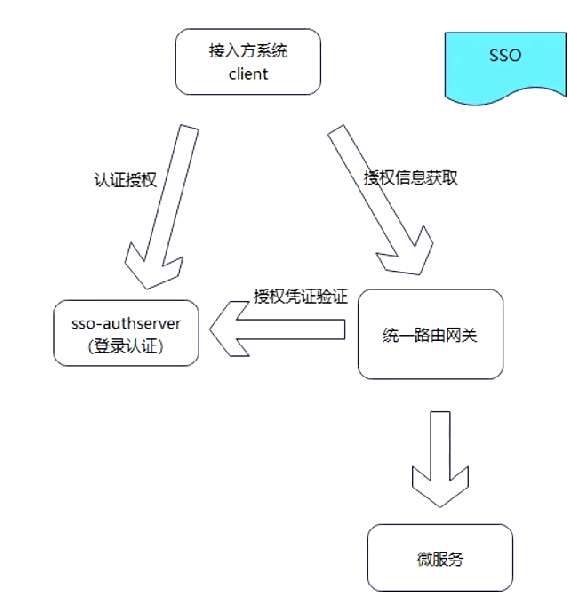 接入方系统
client
SSO
认证授权
授权信息获取
授权凭证验证
sso-authserver
(登录认证)
统一路由网关
微服务